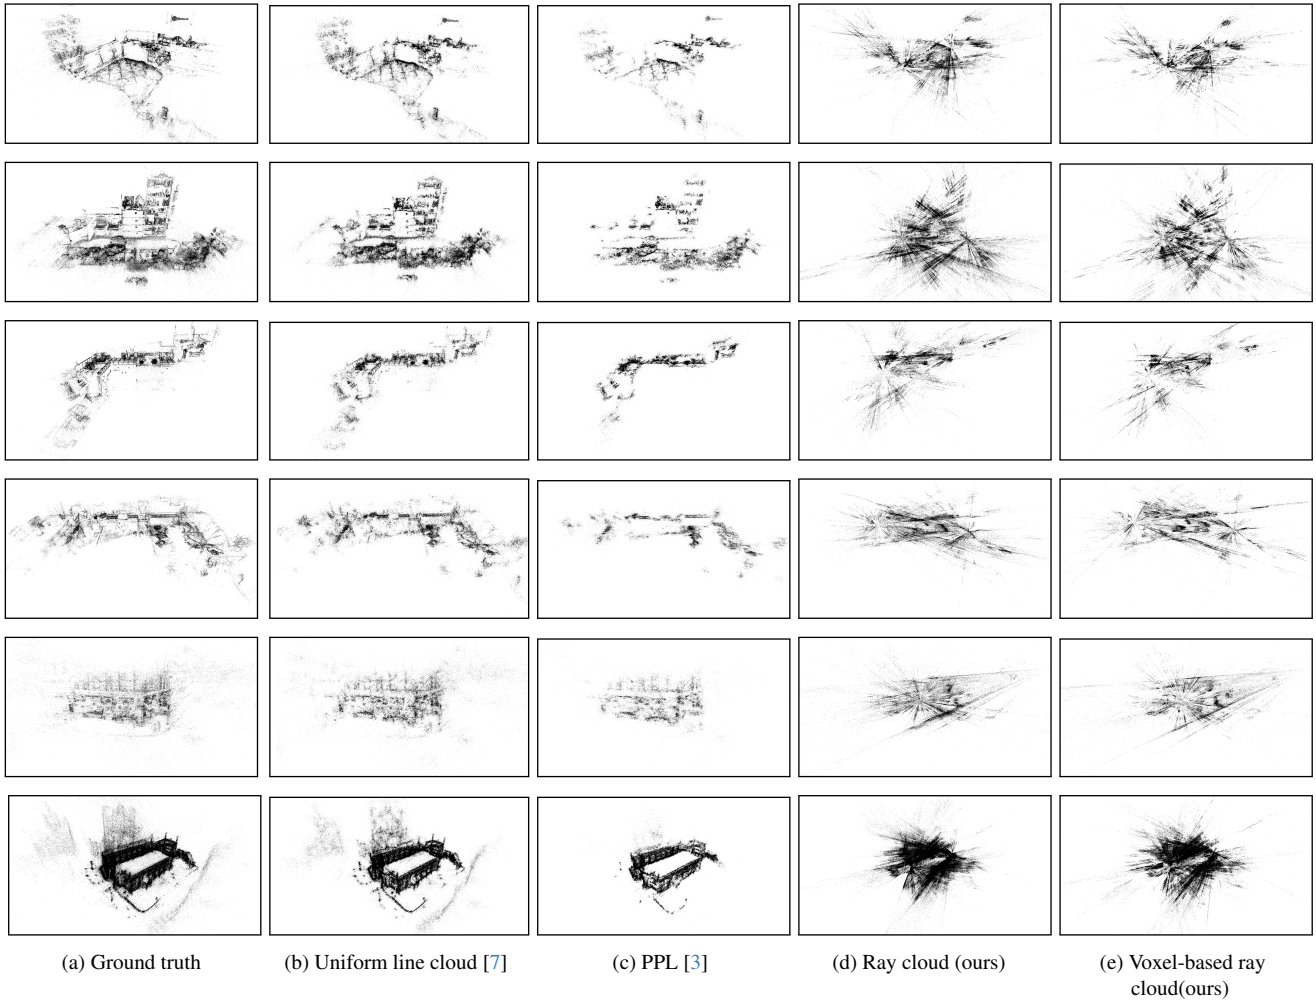 (a) Ground truth
(b) Uniform line cloud [7]
(c) PPL [3]
(d) Ray cloud (ours)
(e) Voxel-based ray
cloud(ours)